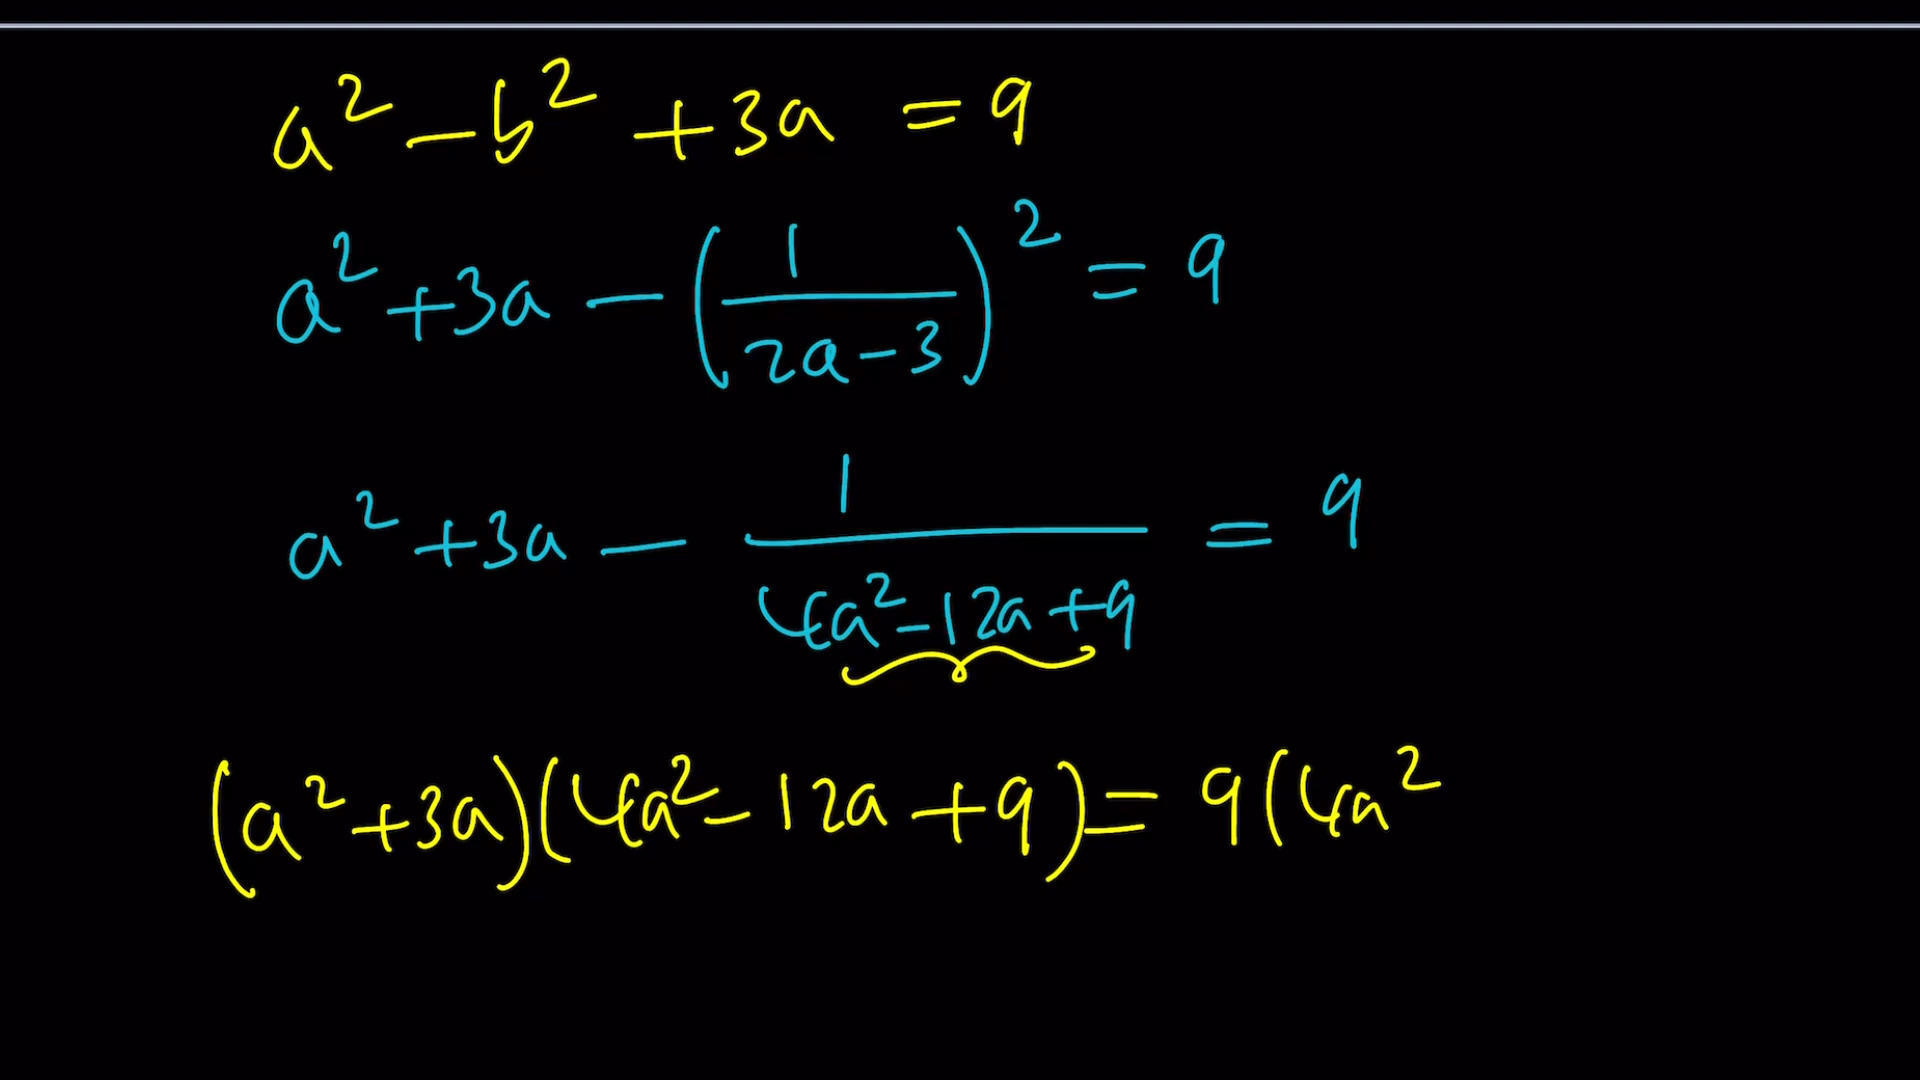 a² - b² + 3a = 9
a² + 3a - (1/(2a-3))² = 9
a² + 3a - 1/(4a² - 12a + 9) = 9
(a² + 3a)(4a² - 12a + 9) = 9(4a²